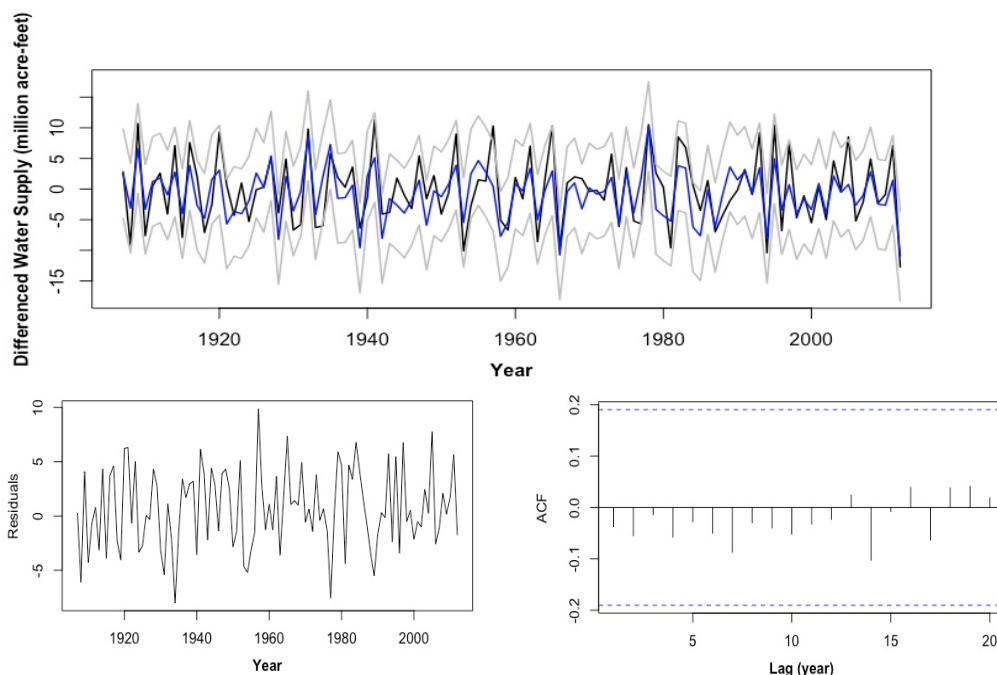 Differenced Water Supply (million acre-feet)
10
5
0
-5
-15
1920 1940 1960 1980 2000
Year
Residuals
10
5
0
-5
1920 1940 1960 1980 2000
Year
ACF
0.2
0.1
0.0
-0.1
-0.2
5 10 15 20
Lag (year)